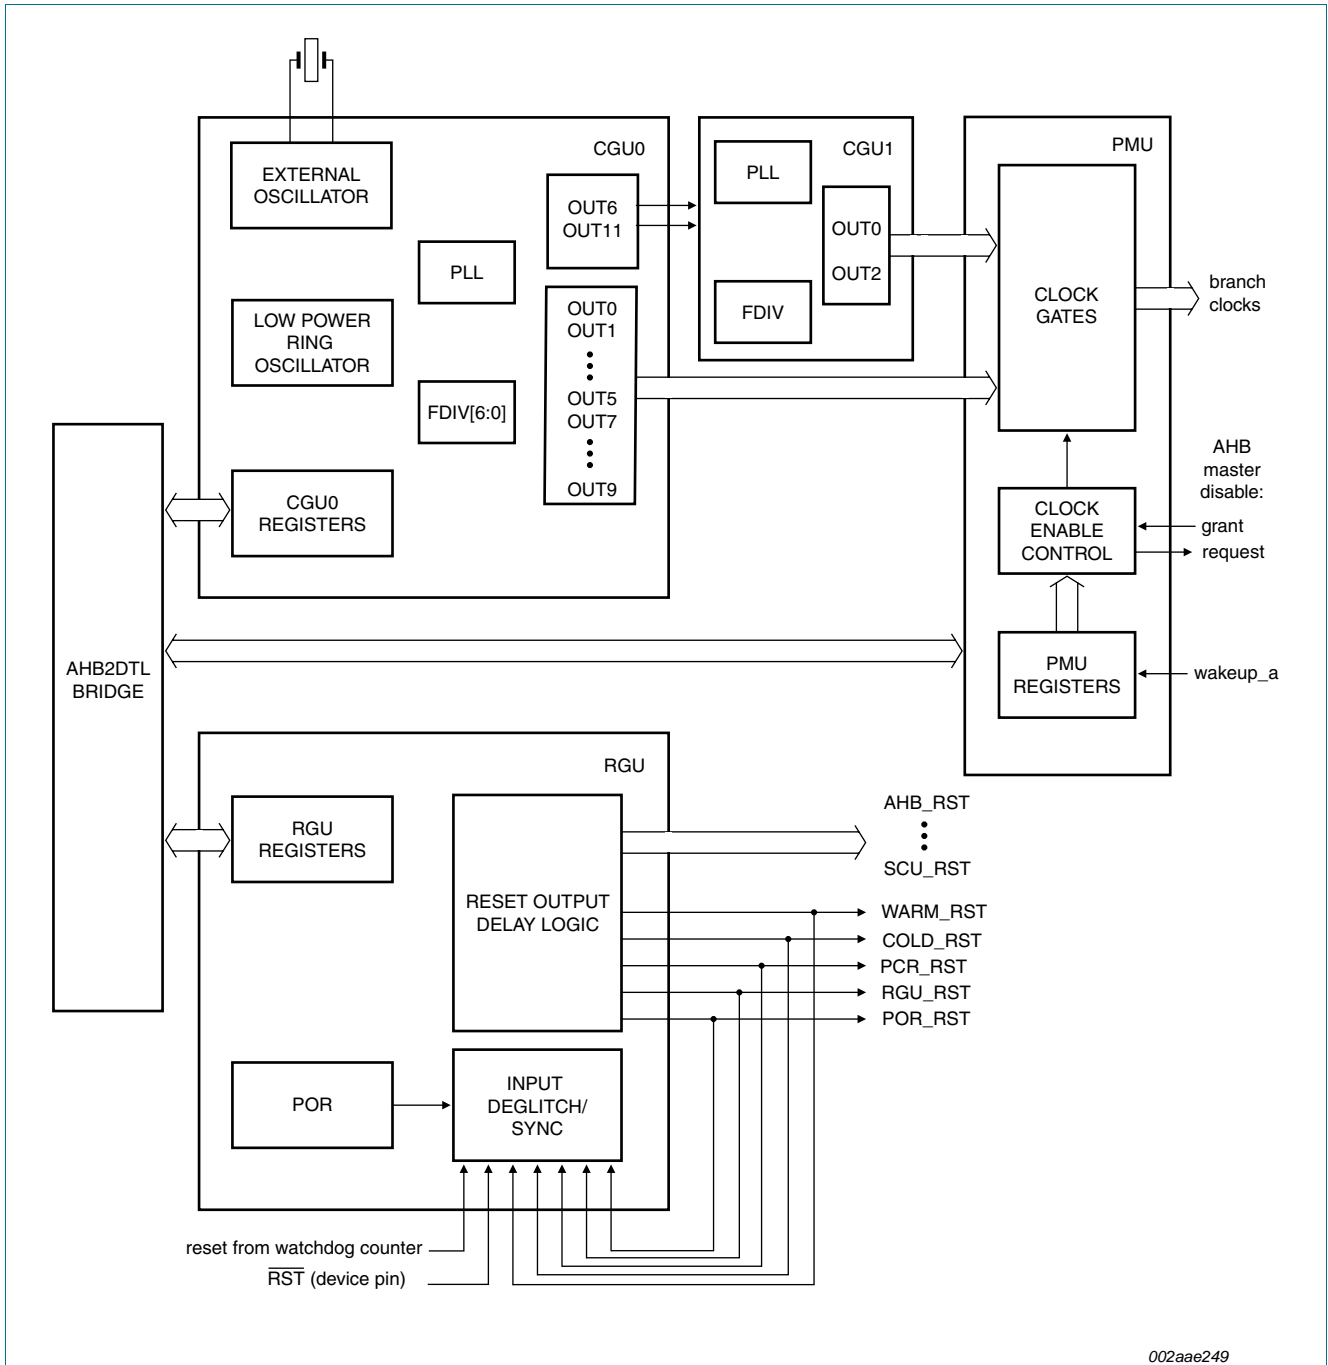 CGU0
EXTERNAL
OSCILLATOR
LOW POWER
RING
OSCILLATOR
CGU0
REGISTERS
PLL
FDIV[6:0]
OUT6
OUT11
OUT0
OUT1
OUT5
OUT7
OUT9
CGU1
PLL
FDIV
OUT0
OUT2
PMU
CLOCK
GATES
branch
clocks
AHB
master
disable:
grant
request
CLOCK
ENABLE
CONTROL
PMU
REGISTERS
wakeup_a
AHB2DTL
BRIDGE
RGU
RGU
REGISTERS
RESET OUTPUT
DELAY LOGIC
AHB_RST
SCU_RST
WARM_RST
COLD_RST
PCR_RST
RGU_RST
POR_RST
POR
INPUT
DEGLITCH/
SYNC
reset from watchdog counter
RST (device pin)
002aae249